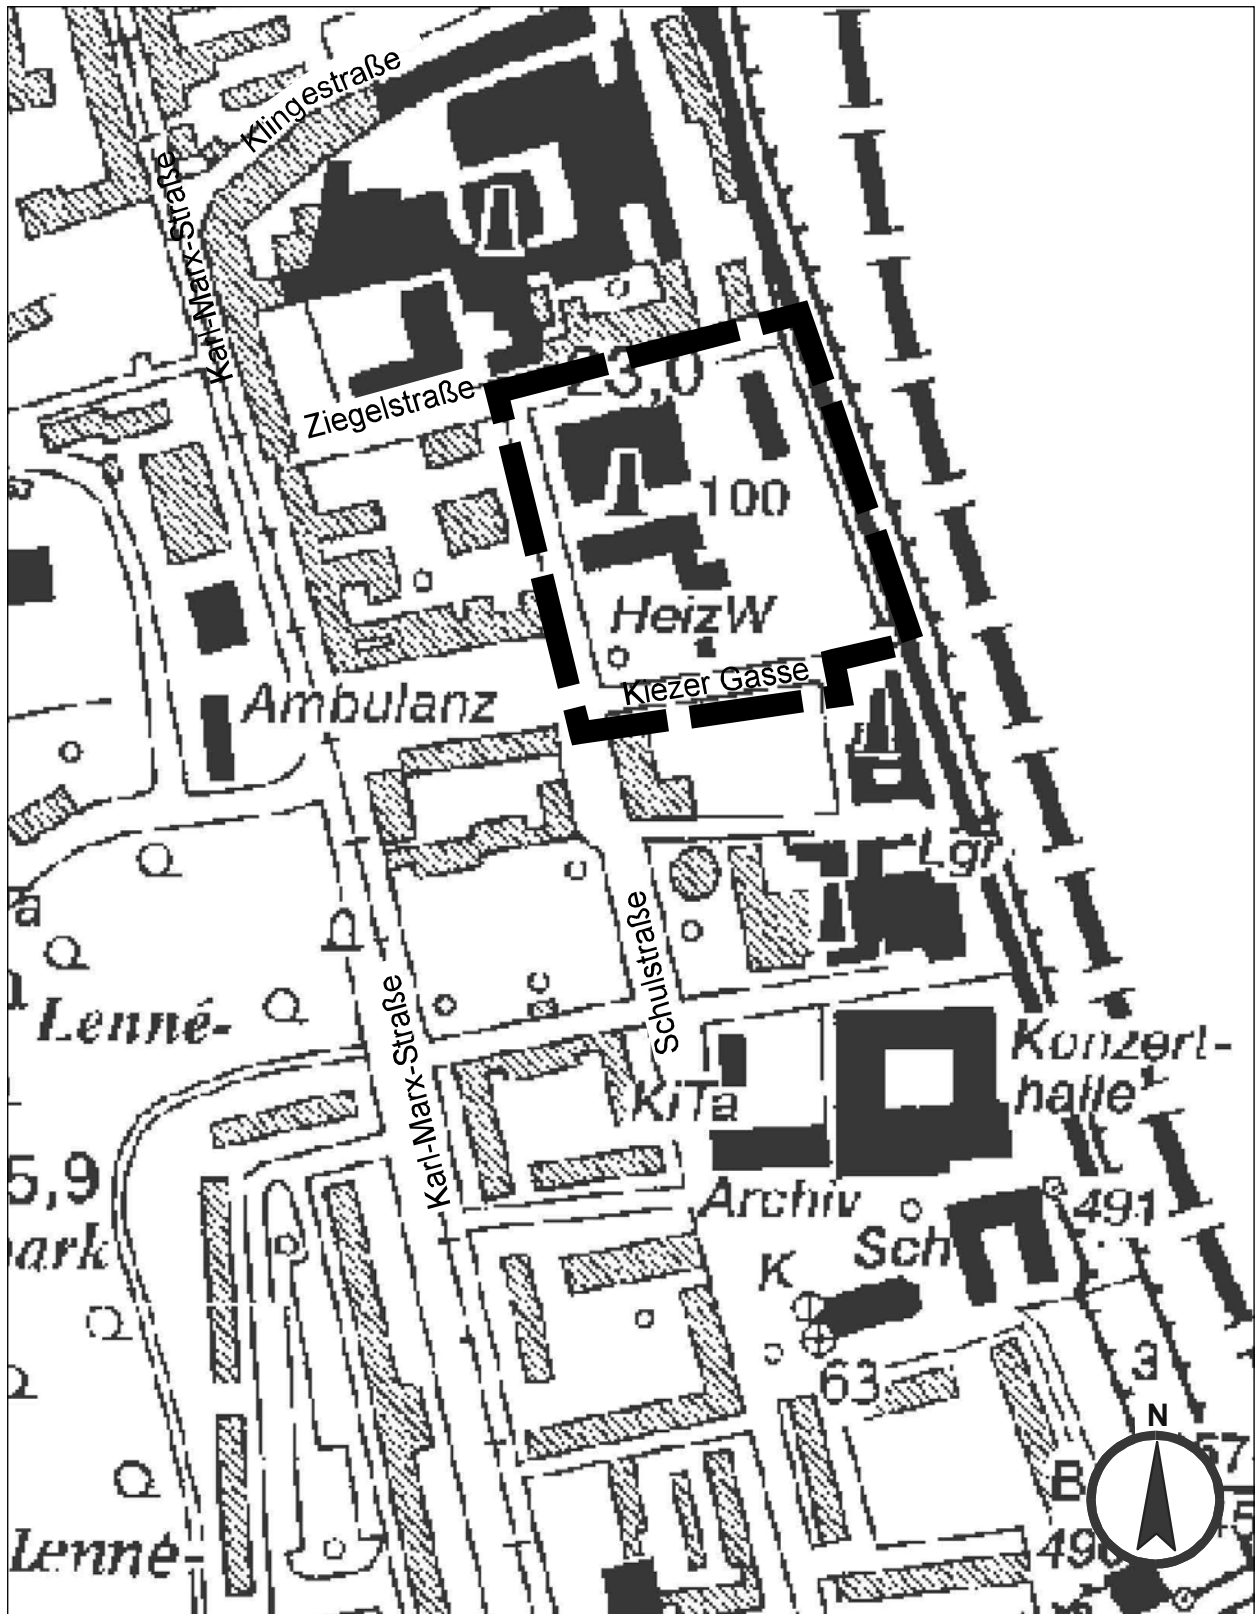 Klingestraße
Karl-Marx-Straße
Ziegelstraße
23,0
100
HeizW
Kiezer Gasse
Ambulanz
Lgr
Schulstraße
Lenné-
Karl-Marx-Straße
Konzert-
halle
KiTa
5,9
Archiv
491
ark
Sch
K
3
63
N
57
B
Lenné-